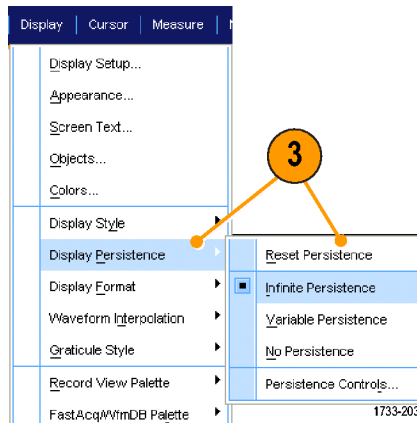 Display Cursor Measure
Display Setup...
Appearance...
Screen Text...
Objects...
Colors...
3
Display Style
Display Persistence
Reset Persistence
Display Format
Infinite Persistence
Waveform Interpolation
Variable Persistence
Graticule Style
No Persistence
Record View Palette
Persistence Controls...
FastAcq/WfmDB Palette
1733-203